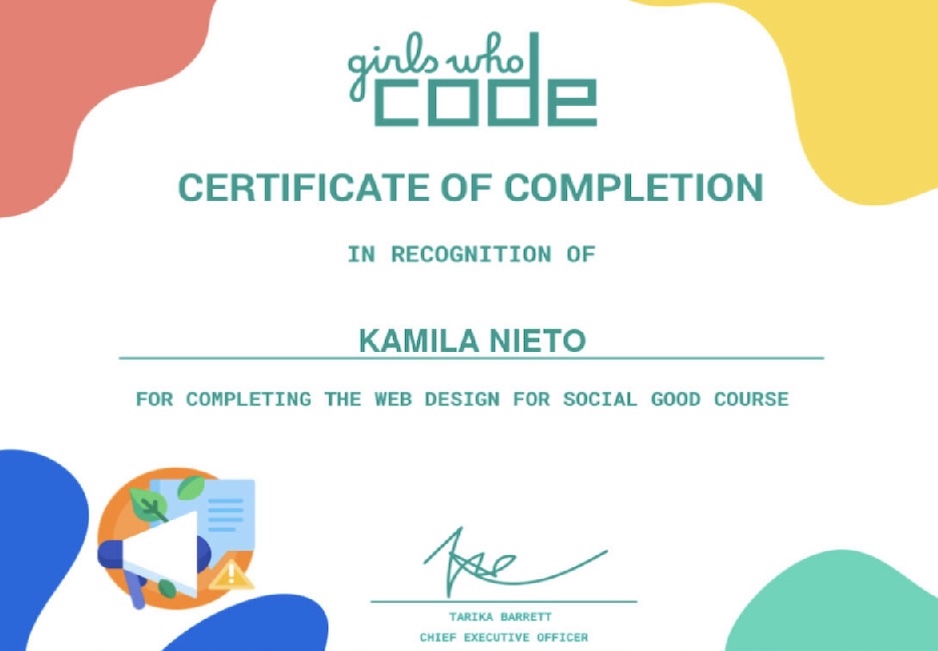 girls who
code
CERTIFICATE OF COMPLETION
IN RECOGNITION OF
KAMILA NIETO
FOR COMPLETING THE WEB DESIGN FOR SOCIAL GOOD COURSE
TARIKA BARRETT
CHIEF EXECUTIVE OFFICER